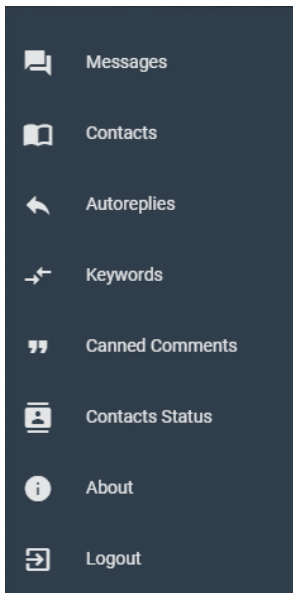 Messages
Contacts
Autoreplies
Keywords
Canned Comments
Contacts Status
About
Logout